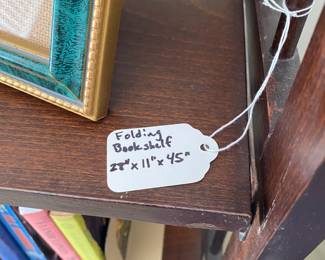 Folding
Bookshelf
28" x 11" x 45"